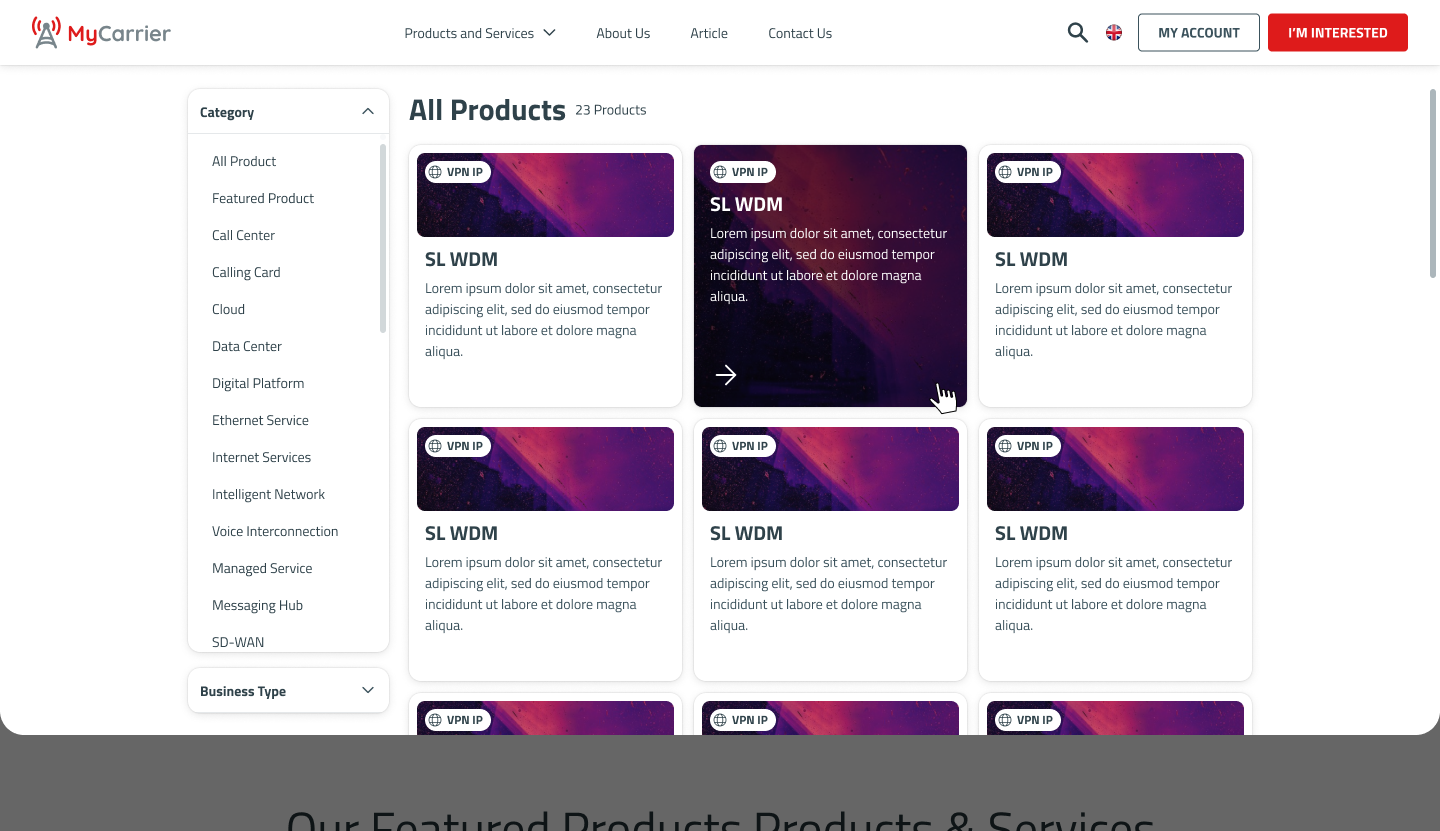 MyCarrier
Products and Services
About Us
Article
Contact Us
MY ACCOUNT
I'M INTERESTED
Category
All Product
Featured Product
Call Center
Calling Card
Cloud
Data Center
Digital Platform
Ethernet Service
Internet Services
Intelligent Network
Voice Interconnection
Managed Service
Messaging Hub
SD-WAN
Business Type
All Products
23 Products
VPN IP
SL WDM
Lorem ipsum dolor sit amet, consectetur
adipiscing elit, sed do eiusmod tempor
incididunt ut labore et dolore magna
aliqua.
VPN IP
SL WDM
Lorem ipsum dolor sit amet, consectetur
adipiscing elit, sed do eiusmod tempor
incididunt ut labore et dolore magna
aliqua.
VPN IP
SL WDM
Lorem ipsum dolor sit amet, consectetur
adipiscing elit, sed do eiusmod tempor
incididunt ut labore et dolore magna
aliqua.
VPN IP
SL WDM
Lorem ipsum dolor sit amet, consectetur
adipiscing elit, sed do eiusmod tempor
incididunt ut labore et dolore magna
aliqua.
VPN IP
SL WDM
Lorem ipsum dolor sit amet, consectetur
adipiscing elit, sed do eiusmod tempor
incididunt ut labore et dolore magna
aliqua.
VPN IP
SL WDM
Lorem ipsum dolor sit amet, consectetur
adipiscing elit, sed do eiusmod tempor
incididunt ut labore et dolore magna
aliqua.
VPN IP
VPN IP
VPN IP
Our Featured Products Products & Services